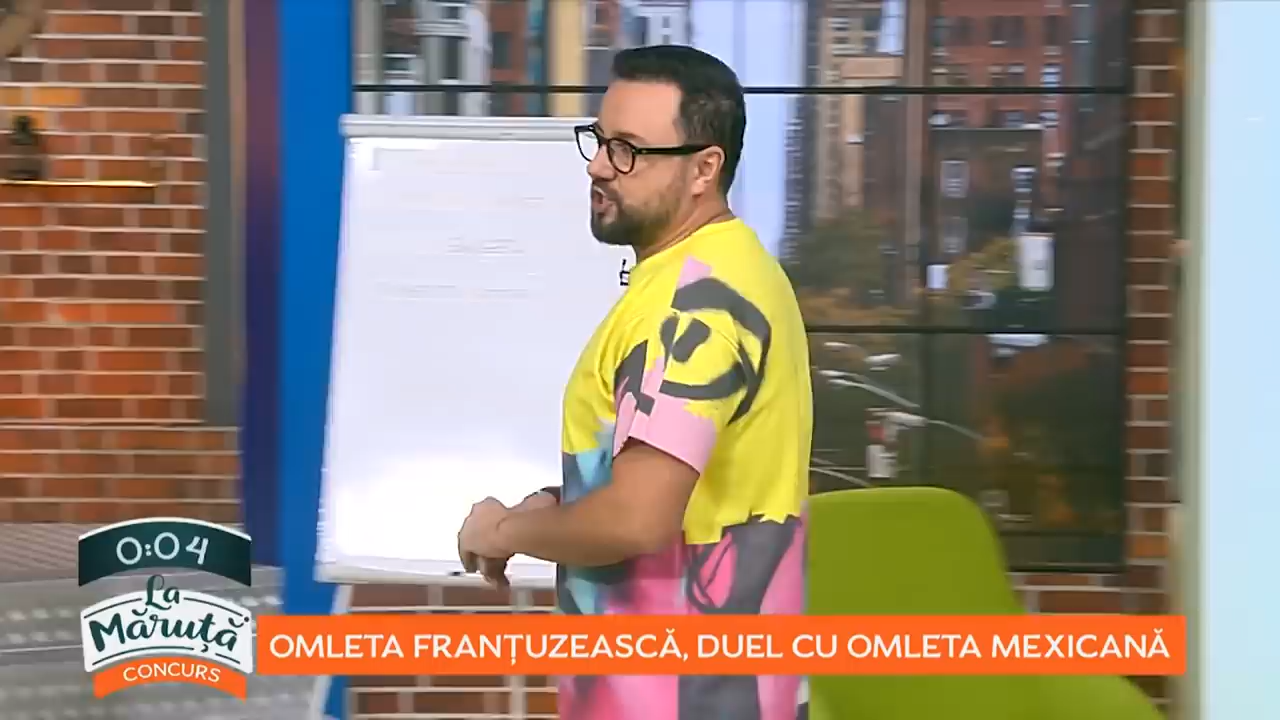 0:04
La
Măruță
CONCURS
OMLETA FRANȚUZEASCĂ, DUEL CU OMLETA MEXICANĂ